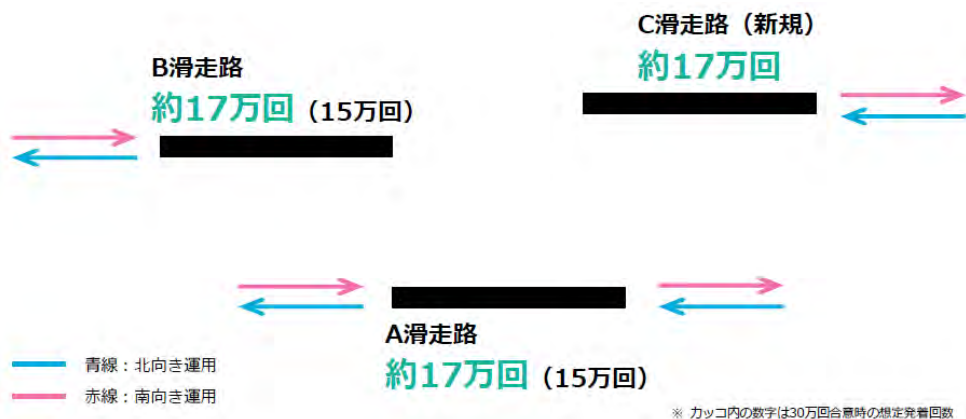 C滑走路（新規）
約17万回
B滑走路
約17万回（15万回）
A滑走路
約17万回（15万回）
青線：北向き運用
赤線：南向き運用
※ カッコ内の数字は30万回合意時の想定発着回数